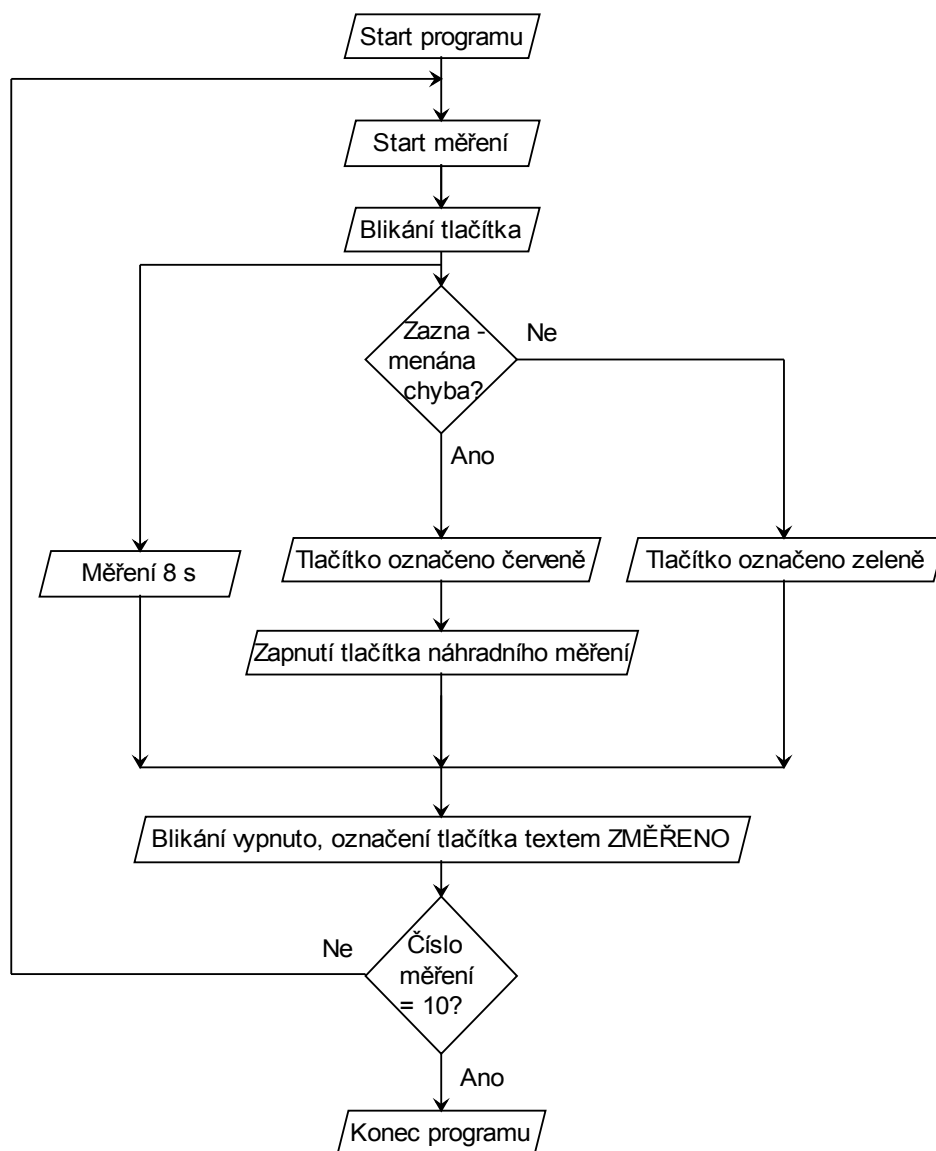 Start programu
Start měření
Blikání tlačítka
Zazna -
menána
chyba?
Ne
Ano
Měření 8 s
Tlačítko označeno červeně
Tlačítko označeno zeleně
Zapnutí tlačítka náhradního měření
Blikání vypnuto, označení tlačítka textem ZMĚŘENO
Ne
Číslo
měření
= 10?
Ano
Konec programu